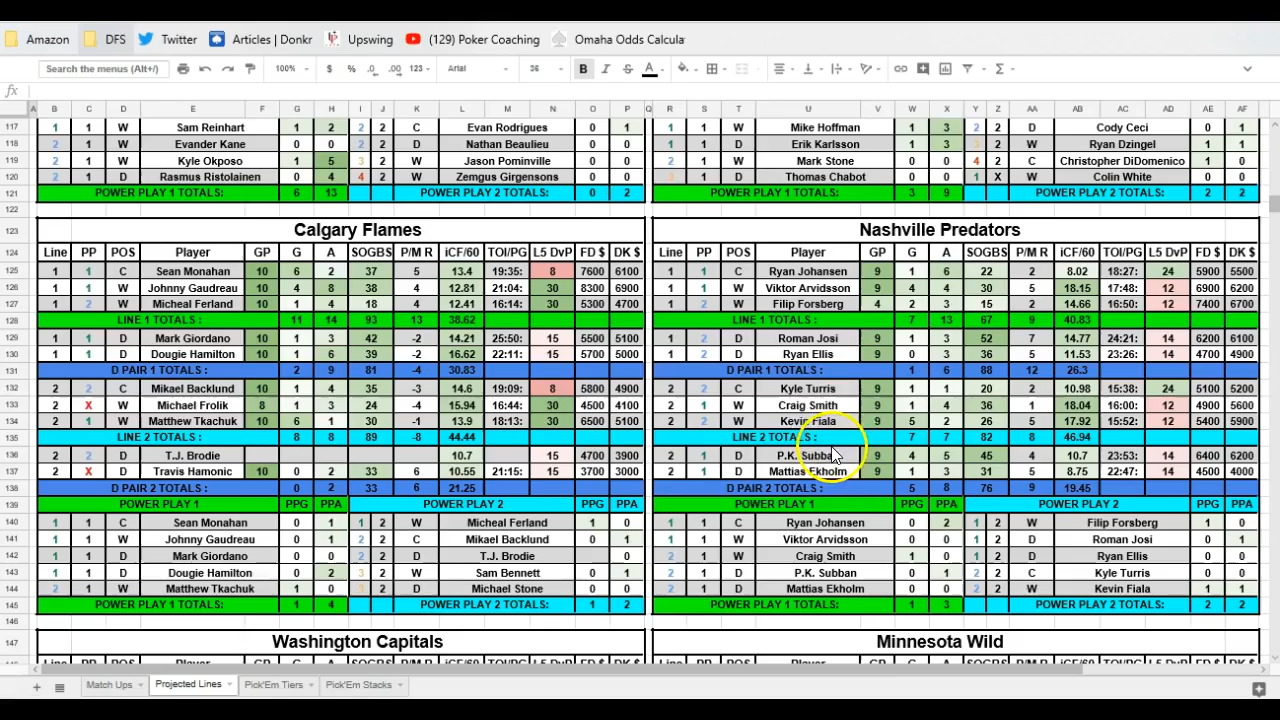 Amazon DFS Twitter Articles | Donkr Upswing (129) Poker Coaching Omaha Odds Calcula
Search the menus (Alt+/) 100% $ % .0 .00 123 Arial 36 B I S A
fx
A B C D E F G H I J K L M N O P Q R S T U V W X Y Z AA AB AC AD AE AF
117 1 1 W Sam Reinhart 1 2 2 2 C Evan Rodrigues 0 1 1 1 W Mike Hoffman 1 3 2 2 D Cody Ceci 0 1
118 2 1 W Evander Kane 0 0 2 2 D Nathan Beaulieu 0 0 1 1 D Erik Karlsson 1 3 3 2 W Ryan Dzingel 0 0
119 2 1 W Kyle Okposo 1 5 3 2 W Jason Pominville 0 0 2 1 W Mark Stone 0 0 4 2 C Christopher DiDomenico 1 0
120 2 1 D Rasmus Ristolainen 0 4 4 2 W Zemgus Girgensons 0 0 3 1 D Thomas Chabot 0 0 1 X W Colin White 0 0
121 POWER PLAY 1 TOTALS: 6 13 POWER PLAY 2 TOTALS: 0 2 POWER PLAY 1 TOTALS: 3 9 POWER PLAY 2 TOTALS: 2 2
122
123 Calgary Flames Nashville Predators
124 Line PP POS Player GP G A SOGBS P/M R iCF/60 TOI/PG L5 DvP FD $ DK $ Line PP POS Player GP G A SOGBS P/M R iCF/60 TOI/PG: L5 DvP FD $ DK $
125 1 1 C Sean Monahan 10 6 2 37 5 13.4 19:35: 8 7600 6100 1 1 C Ryan Johansen 9 1 6 22 2 8.02 18:27: 24 5900 5500
126 1 1 W Johnny Gaudreau 10 4 8 38 4 12.81 21:04: 30 8300 6900 1 1 W Viktor Arvidsson 9 4 4 30 5 18.15 17:48: 12 6900 6200
127 1 2 W Micheal Ferland 10 1 4 18 4 12.41 16:14: 30 5300 4700 1 2 W Filip Forsberg 4 2 3 15 2 14.66 16:50: 12 7400 6700
128 LINE 1 TOTALS : 11 14 93 13 38.62 LINE 1 TOTALS : 7 13 67 9 40.83
129 1 1 D Mark Giordano 10 1 3 42 -2 14.21 25:50: 15 5500 5100 1 2 D Roman Josi 9 1 3 52 7 14.77 24:21: 14 6200 6100
130 1 1 D Dougie Hamilton 10 1 6 39 -2 16.62 22:11: 15 5700 5000 1 2 D Ryan Ellis 9 0 3 36 5 11.53 23:26: 14 4700 4900
131 D PAIR 1 TOTALS : 2 9 81 -4 30.83 D PAIR 1 TOTALS : 1 6 88 12 26.3
132 2 2 C Mikael Backlund 10 1 4 35 -3 14.6 19:09: 8 5800 4900 2 2 C Kyle Turris 9 1 1 20 2 10.98 15:38: 24 5100 5200
133 2 X W Michael Frolik 8 1 3 24 -4 15.94 16:44: 30 4500 4100 2 1 W Craig Smith 9 1 4 36 1 18.04 16:00: 12 4900 5600
134 2 1 W Matthew Tkachuk 10 6 1 30 -1 13.9 18:13: 30 6500 5100 2 2 W Kevin Fiala 9 5 2 26 5 17.92 15:52: 12 5400 5900
135 LINE 2 TOTALS : 8 8 89 -8 44.44 LINE 2 TOTALS : 7 7 82 8 46.94
136 2 2 D T.J. Brodie 10.7 15 4700 3900 2 1 D P.K. Subban 9 4 5 45 4 10.7 23:53: 14 6400 6200
137 2 X D Travis Hamonic 10 0 2 33 6 10.55 21:15: 15 3700 3000 2 1 D Mattias Ekholm 9 1 3 31 5 8.75 22:47: 14 4500 4000
138 D PAIR 2 TOTALS : 0 2 33 6 21.25 D PAIR 2 TOTALS : 5 8 76 9 19.45
139 POWER PLAY 1 PPG PPA POWER PLAY 2 PPG PPA POWER PLAY 1 PPG PPA POWER PLAY 2 PPG PPA
140 1 1 C Sean Monahan 0 1 1 2 W Micheal Ferland 1 0 1 1 C Ryan Johansen 0 2 1 2 W Filip Forsberg 1 0
141 1 1 W Johnny Gaudreau 0 1 2 2 C Mikael Backlund 0 1 1 1 W Viktor Arvidsson 0 0 1 2 D Roman Josi 0 1
142 1 1 D Mark Giordano 0 0 2 2 D T.J. Brodie 0 0 2 1 W Craig Smith 1 0 1 2 D Ryan Ellis 0 0
143 1 1 D Dougie Hamilton 0 2 3 2 W Sam Bennett 0 1 2 1 D P.K. Subban 0 1 2 2 C Kyle Turris 0 0
144 2 1 W Matthew Tkachuk 1 0 3 2 D Michael Stone 0 0 2 1 D Mattias Ekholm 0 0 2 2 W Kevin Fiala 1 1
145 POWER PLAY 1 TOTALS: 1 4 POWER PLAY 2 TOTALS: 1 2 POWER PLAY 1 TOTALS: 1 3 POWER PLAY 2 TOTALS: 2 2
146
147 Washington Capitals Minnesota Wild
Match Ups Projected Lines Pick'Em Tiers Pick'Em Stacks